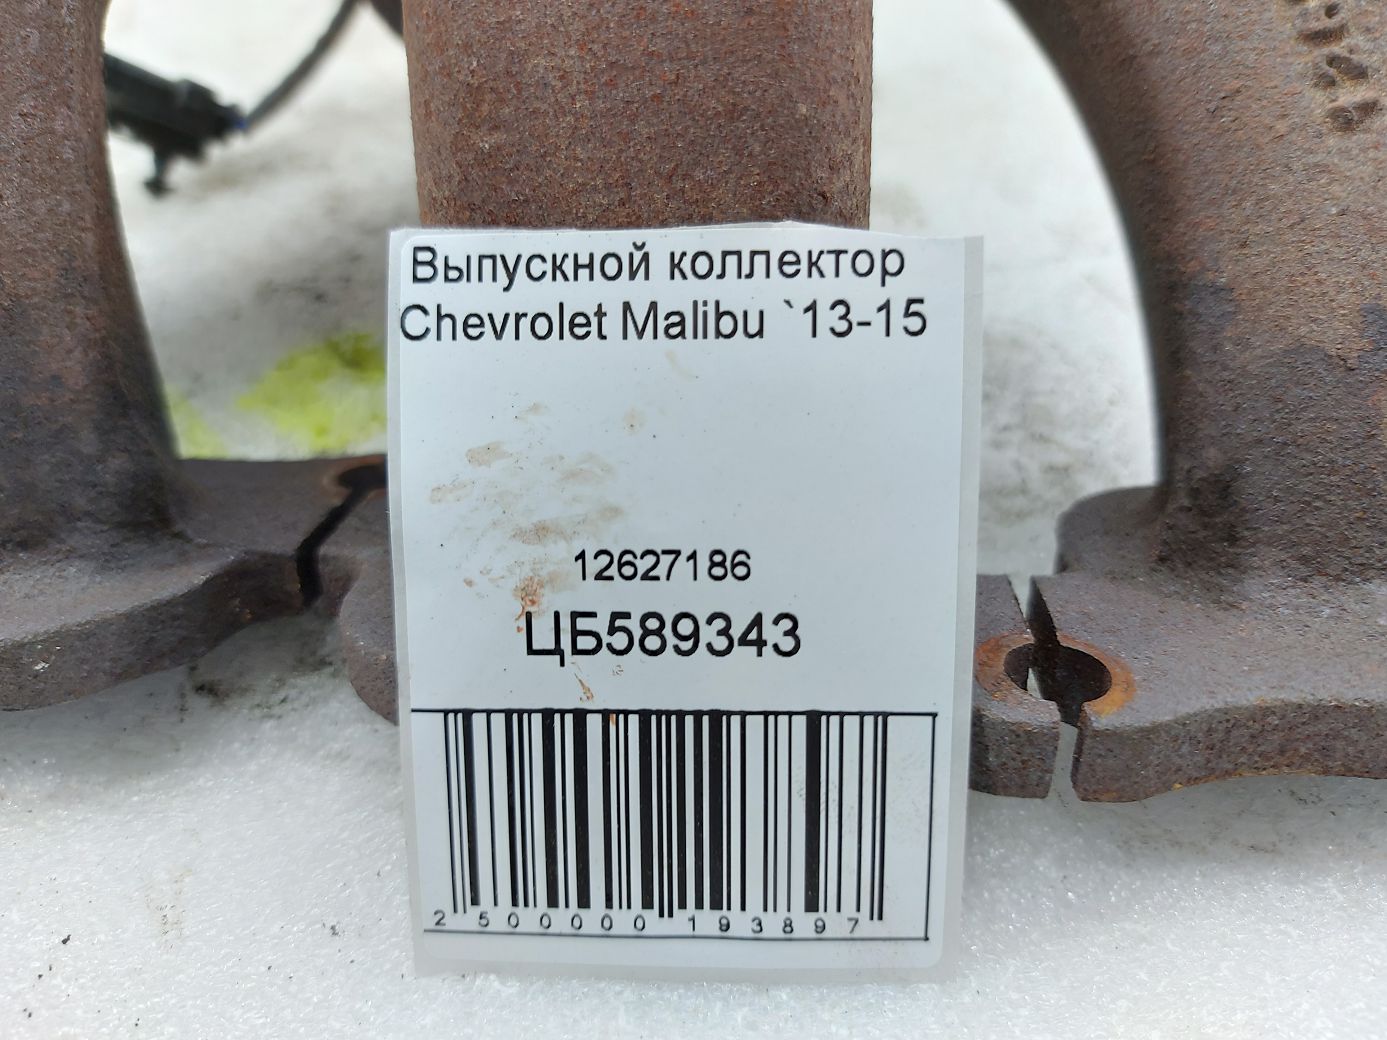 Выпускной коллектор
Chevrolet Malibu `13-15
12627186
ЦБ589343
2 500000 193897